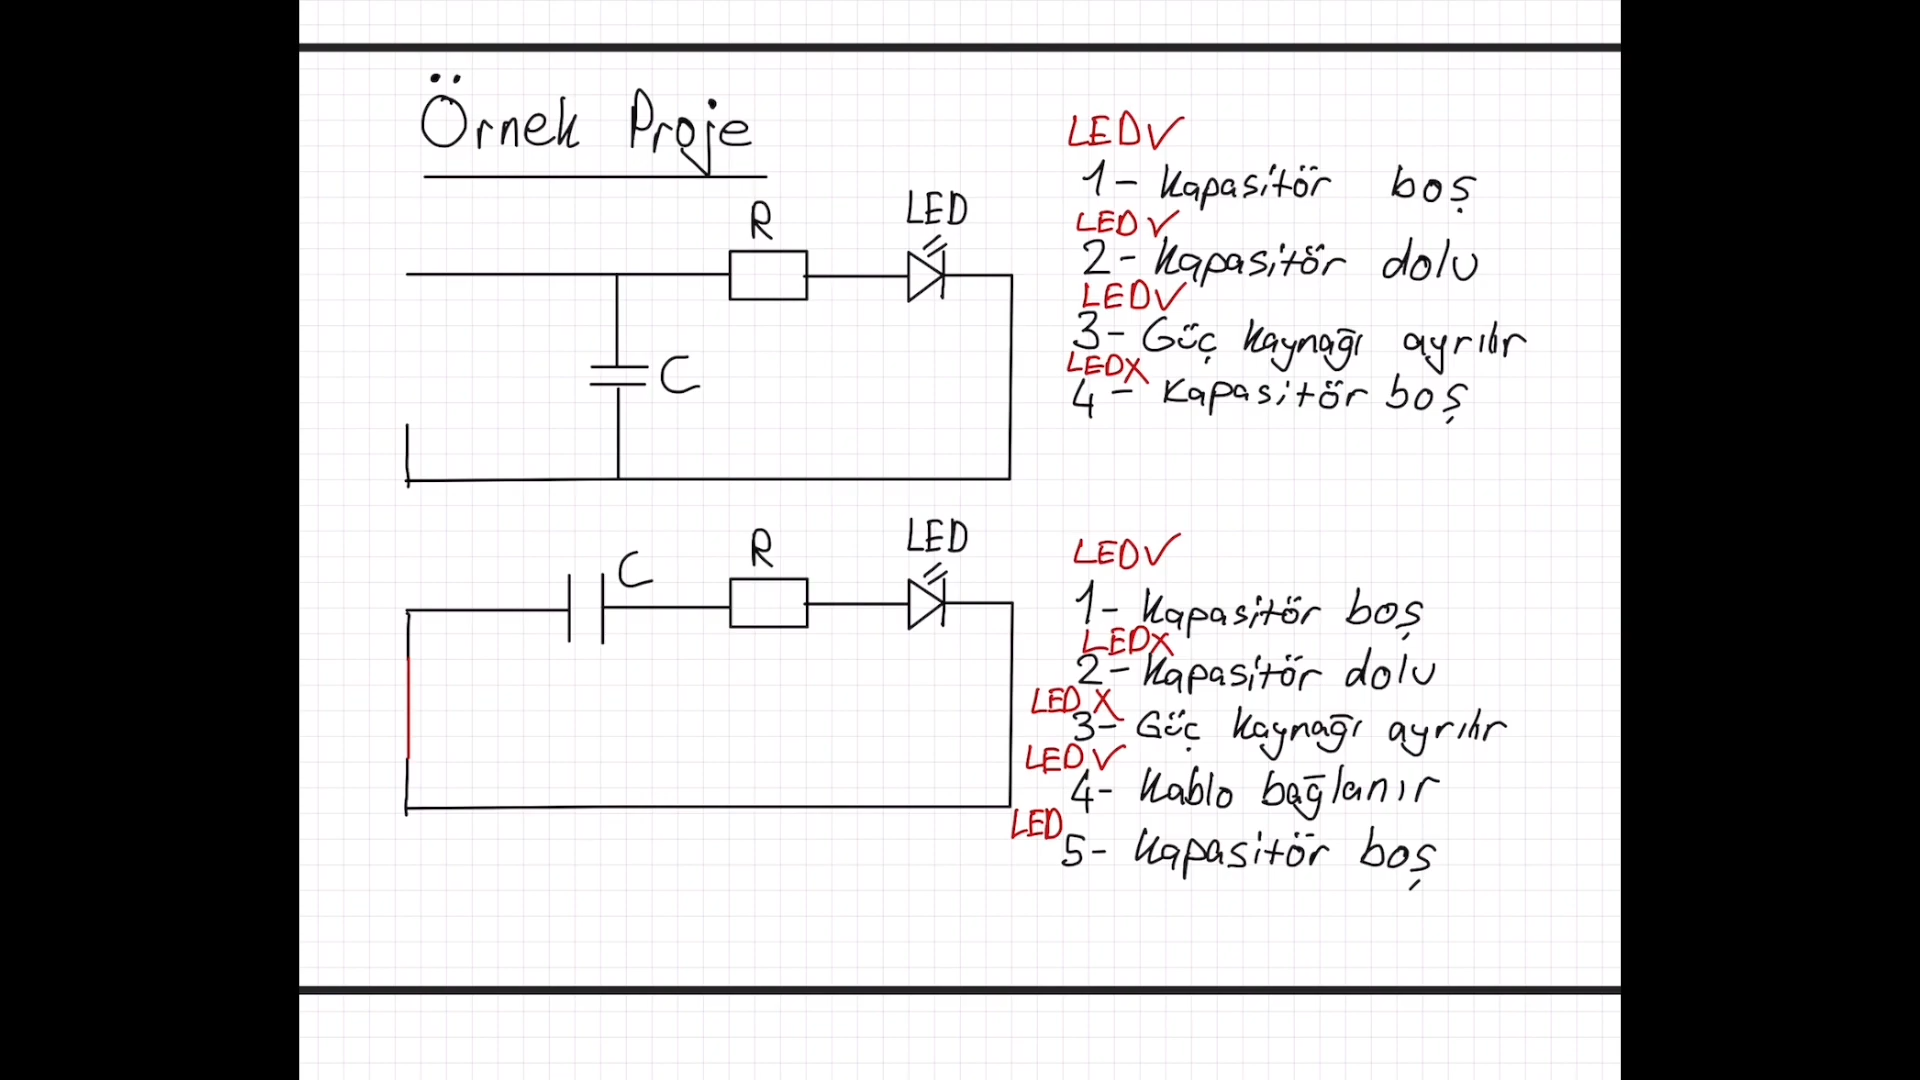 Örnek Proje
R
LED
C
LED✓
1- Kapasitör boş
LED✓
2- Kapasitör dolu
LED✓
3- Güç kaynağı ayrılır
LEDX
4- Kapasitör boş
C
R
LED
LED✓
1- Kapasitör boş
LEDX
2- Kapasitör dolu
LED X
3- Güç kaynağı ayrılır
LED✓
4- Kablo bağlanır
LED
5- Kapasitör boş